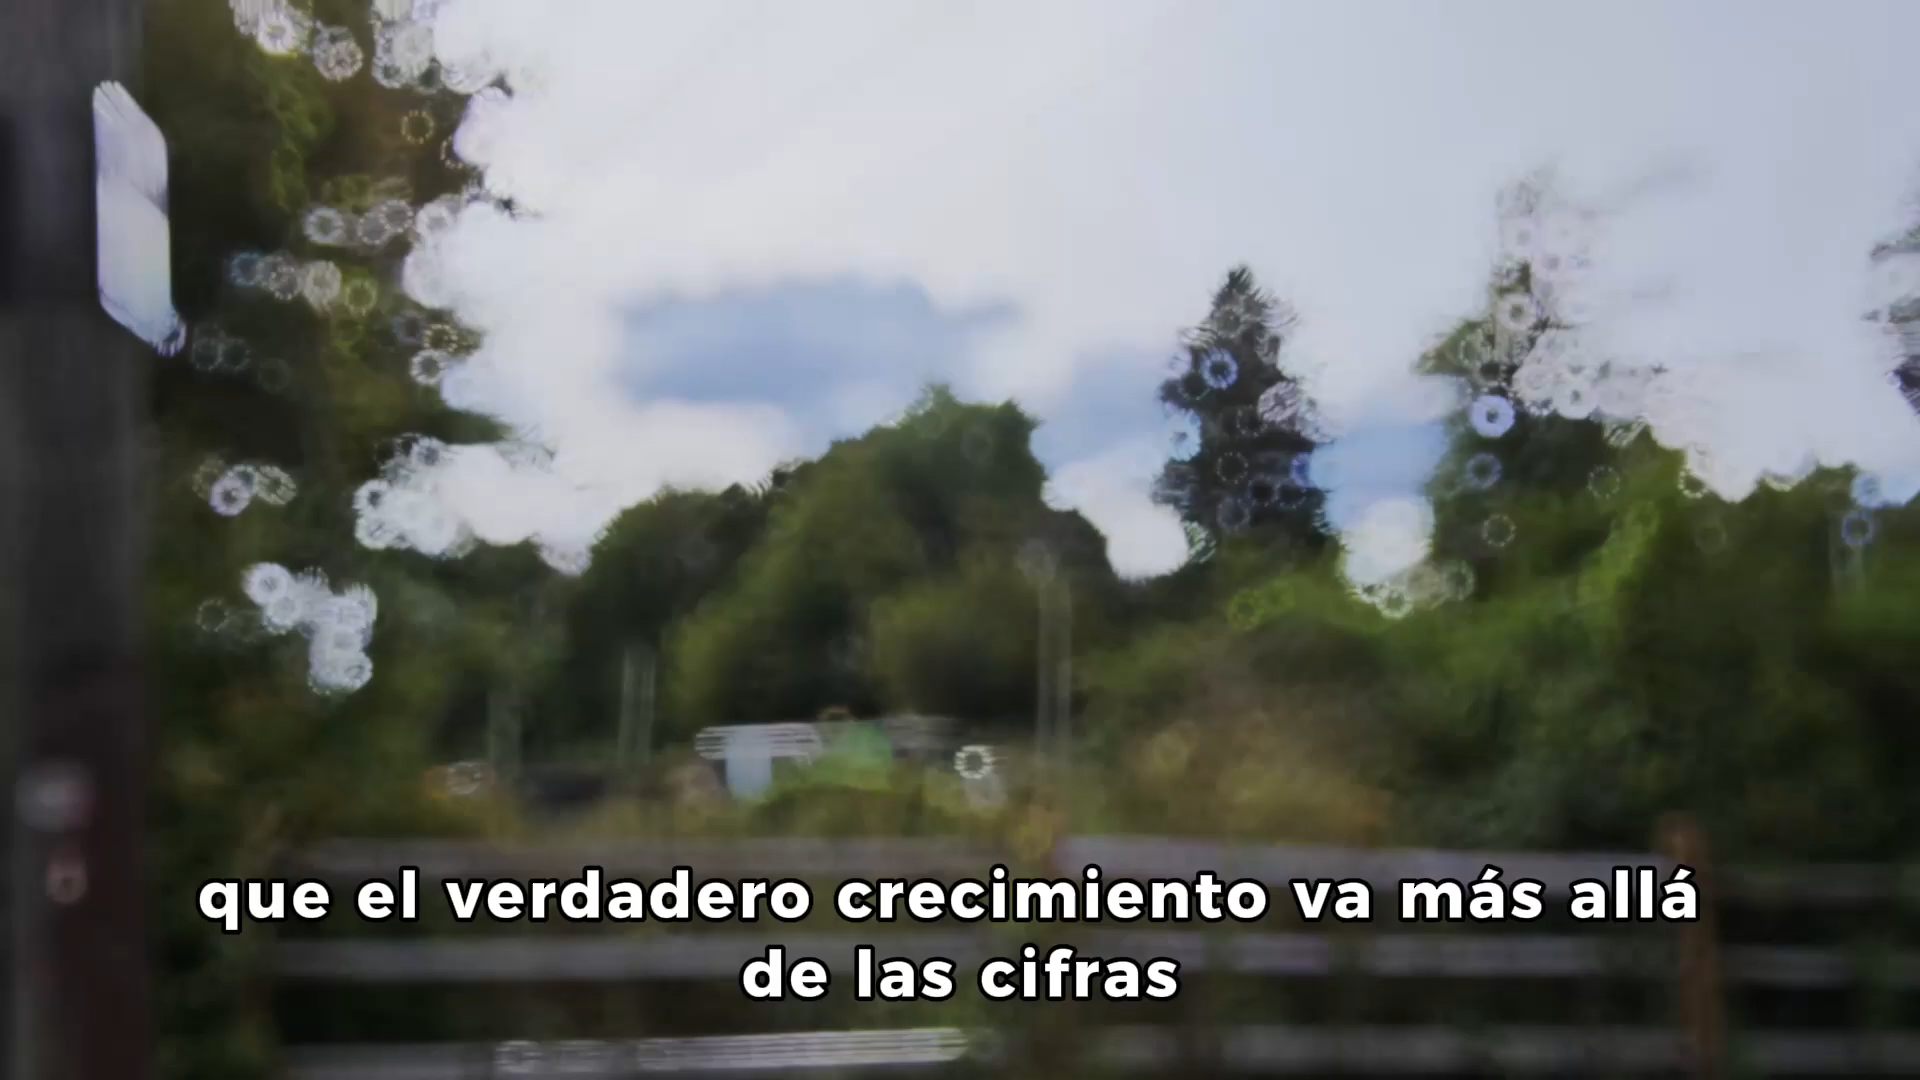 que el verdadero crecimiento va más allá
de las cifras